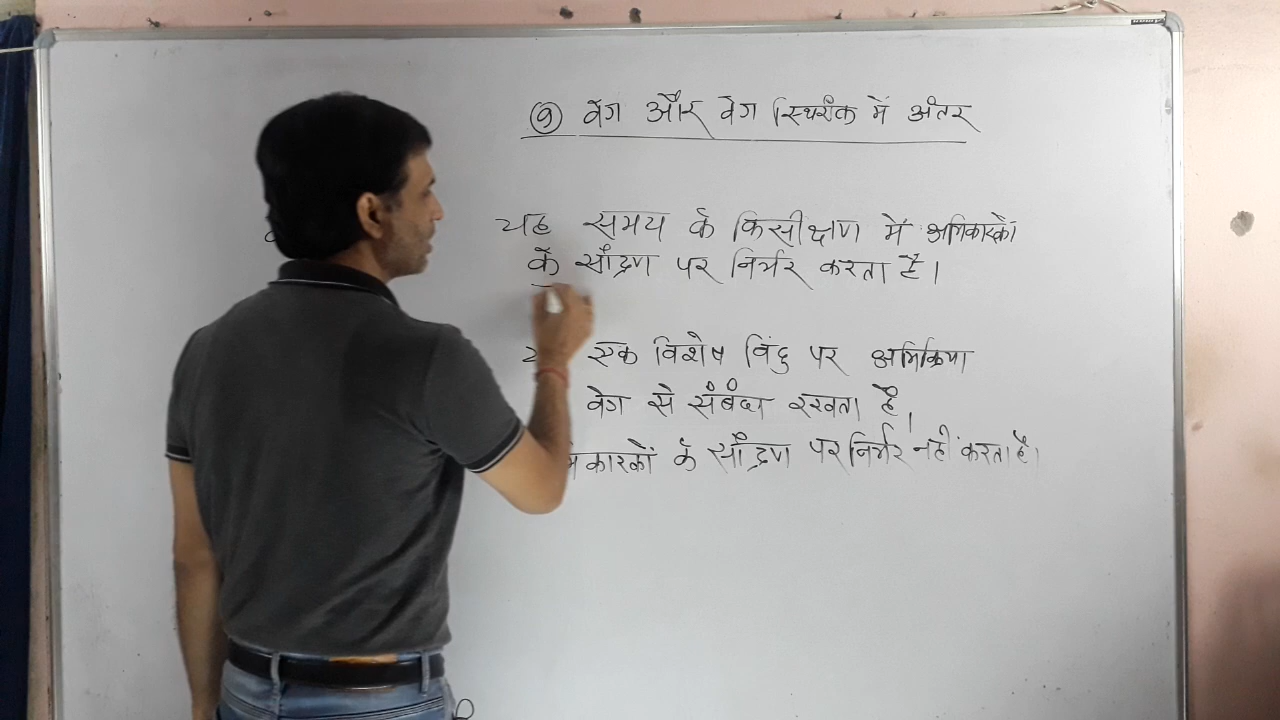 ⑨ वेग और वेग स्थिरांक में अंतर
यह समय के किसी क्षण में अभिकारकों
के सांद्रण पर निर्भर करता है।
एक विशेष बिंदु पर अभिक्रिया
वेग से संबंध रखता है।
कारकों के सांद्रण पर निर्भर नहीं करता है।